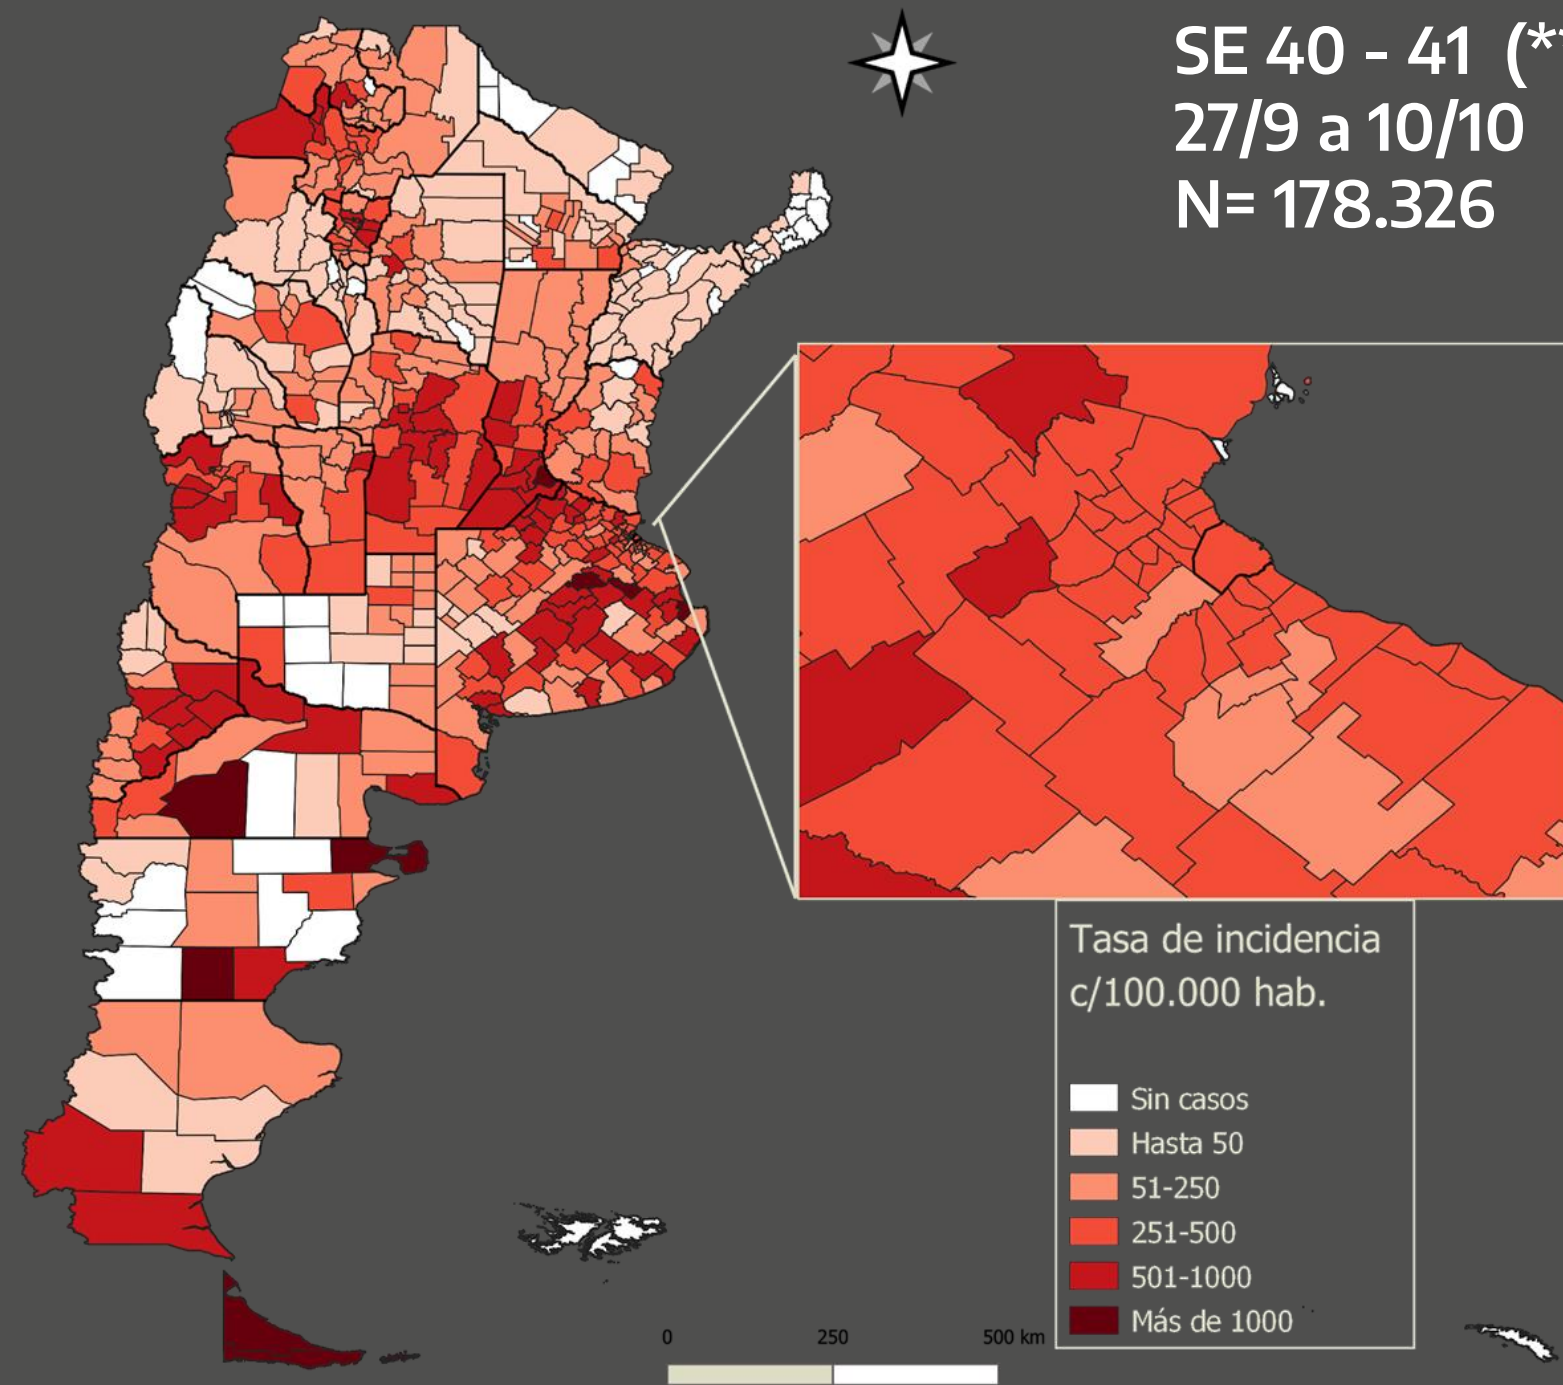 SE 40 - 41 (*
27/9 a 10/10
N= 178.326
Tasa de incidencia
c/100.000 hab.
Sin casos
Hasta 50
51-250
251-500
501-1000
Más de 1000
0 250 500 km